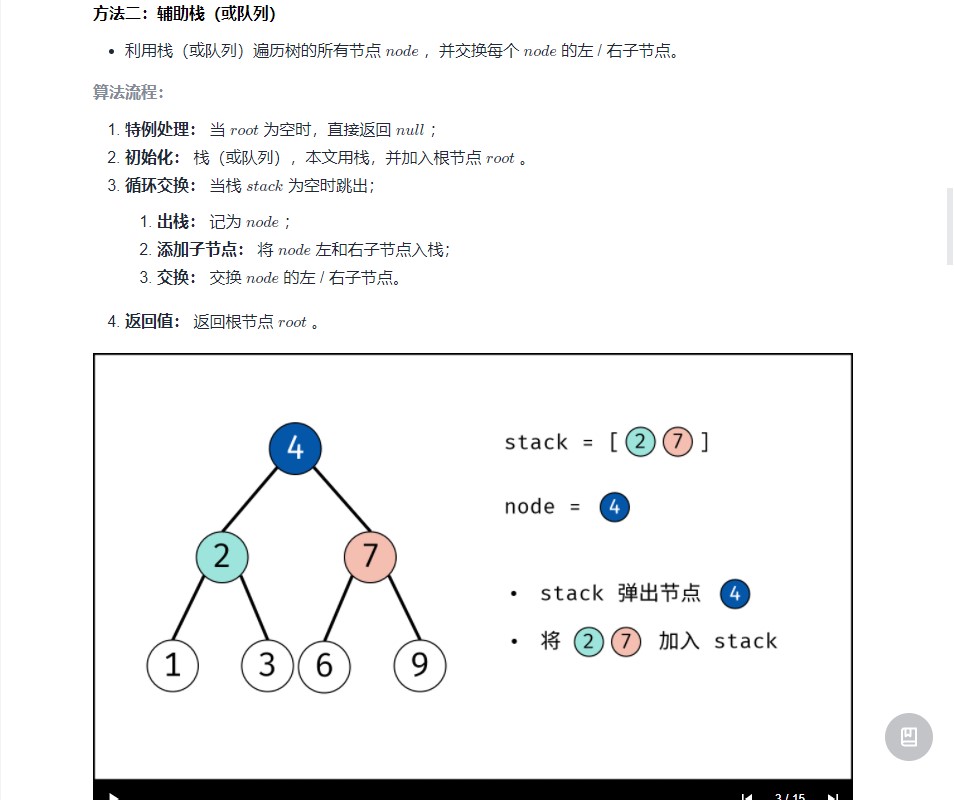 方法二：辅助栈（或队列）
• 利用栈（或队列）遍历树的所有节点 node ，并交换每个 node 的左 / 右子节点。
算法流程：
1. 特例处理： 当 root 为空时，直接返回 null ；
2. 初始化： 栈（或队列），本文用栈，并加入根节点 root 。
3. 循环交换： 当栈 stack 为空时跳出；
1. 出栈： 记为 node ；
2. 添加子节点： 将 node 左和右子节点入栈；
3. 交换： 交换 node 的左 / 右子节点。
4. 返回值： 返回根节点 root 。
4
2 7
1 3 6 9
stack = [ 2 7 ]
node = 4
• stack 弹出节点 4
• 将 2 7 加入 stack
3 / 15